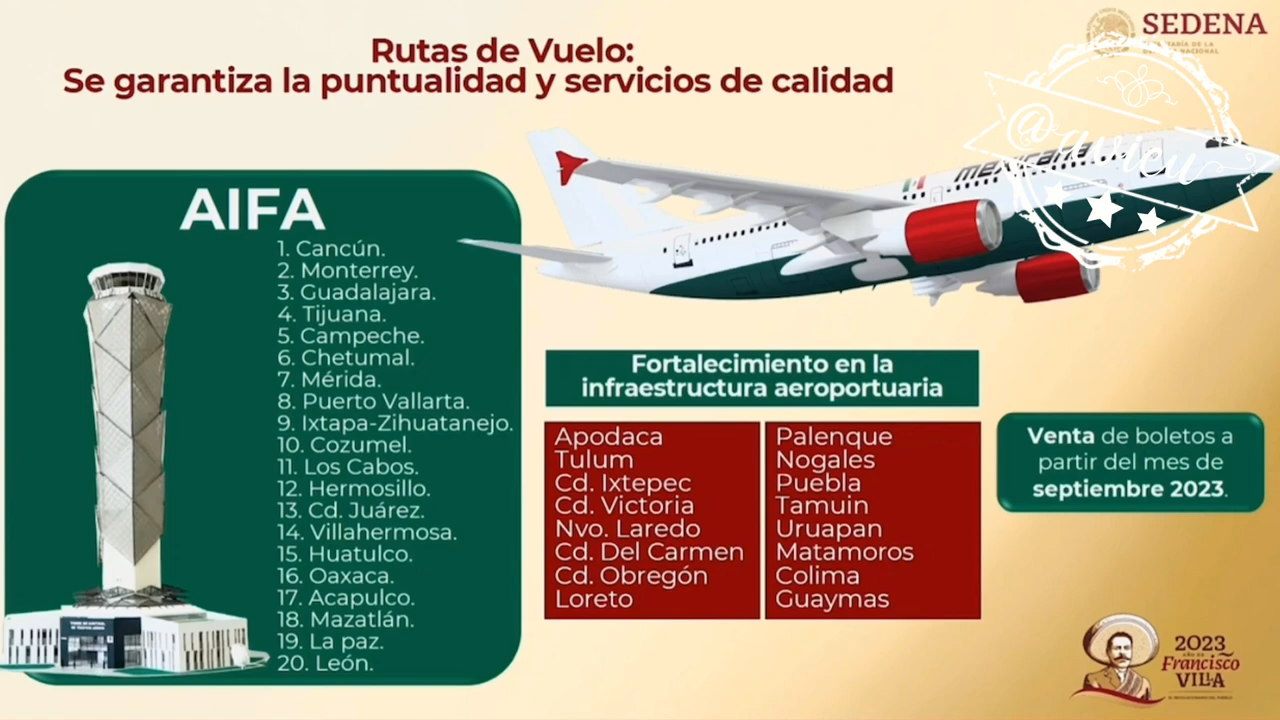 Rutas de Vuelo:
Se garantiza la puntualidad y servicios de calidad
SEDENA
AIFA
1. Cancún.
2. Monterrey.
3. Guadalajara.
4. Tijuana.
5. Campeche.
6. Chetumal.
7. Mérida.
8. Puerto Vallarta.
9. Ixtapa-Zihuatanejo.
10. Cozumel.
11. Los Cabos.
12. Hermosillo.
13. Cd. Juárez.
14. Villahermosa.
15. Huatulco.
16. Oaxaca.
17. Acapulco.
18. Mazatlán.
19. La paz.
20. León.
mexicana
Fortalecimiento en la
infraestructura aeroportuaria
Apodaca
Tulum
Cd. Ixtepec
Cd. Victoria
Nvo. Laredo
Cd. Del Carmen
Cd. Obregón
Loreto
Palenque
Nogales
Puebla
Tamuin
Uruapan
Matamoros
Colima
Guaymas
Venta de boletos a
partir del mes de
septiembre 2023.
2023
AÑO DE
Francisco
VILLA